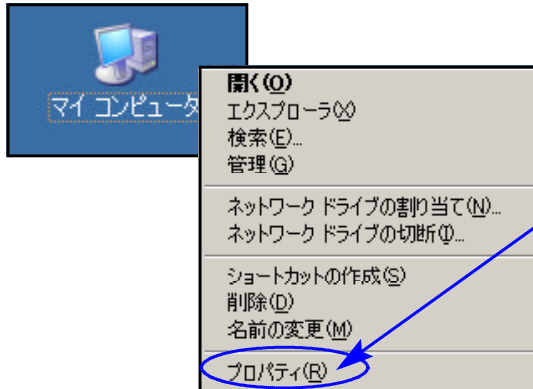 マイ コンピュータ
開く(O)
エクスプローラ(X)
検索(E)...
管理(G)
ネットワーク ドライブの割り当て(N)...
ネットワーク ドライブの切断(I)...
ショートカットの作成(S)
削除(D)
名前の変更(M)
プロパティ(R)